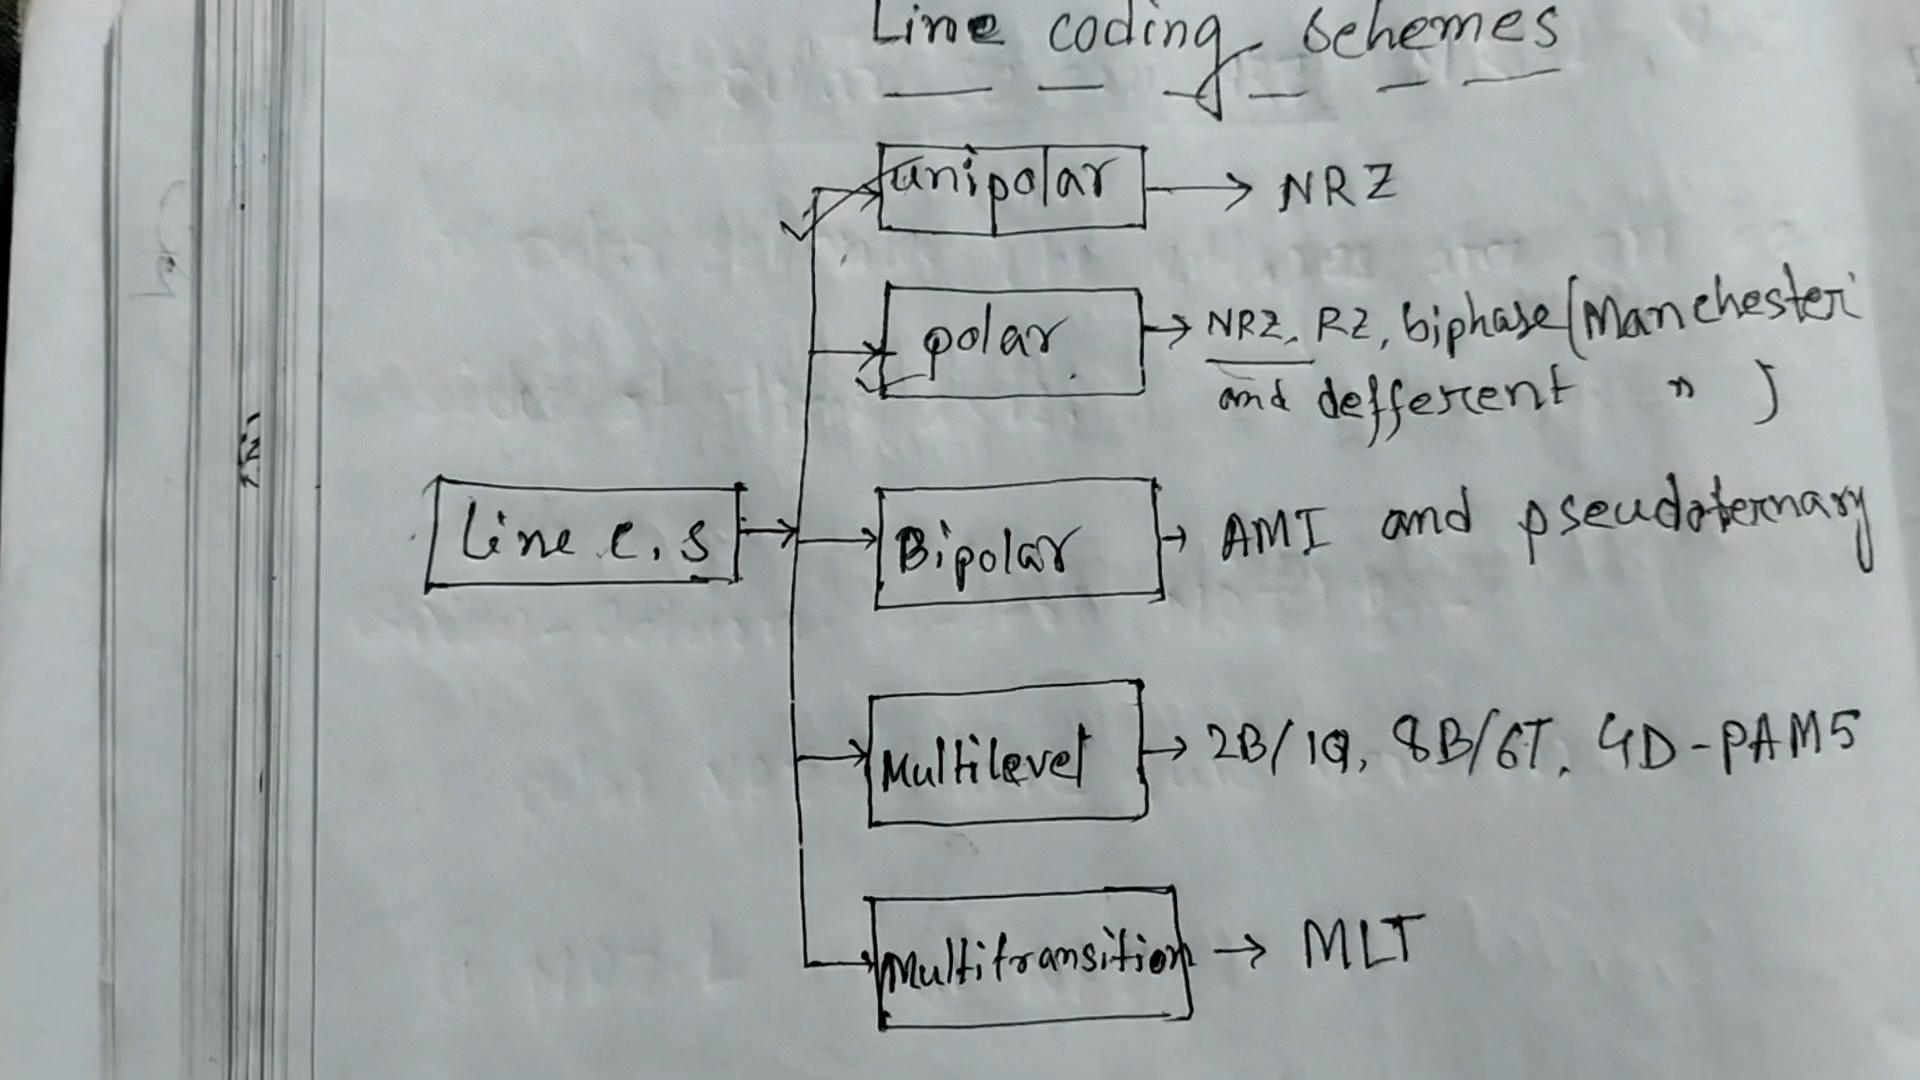 Line coding schemes
unipolar → NRZ
polar → NRZ, RZ, biphase (Manchester
and defferent " )
Line c.s → Bipolar → AMI and pseudoternary
Multilevel → 2B/1Q, 8B/6T, 4D-PAM5
Multitransition → MLT